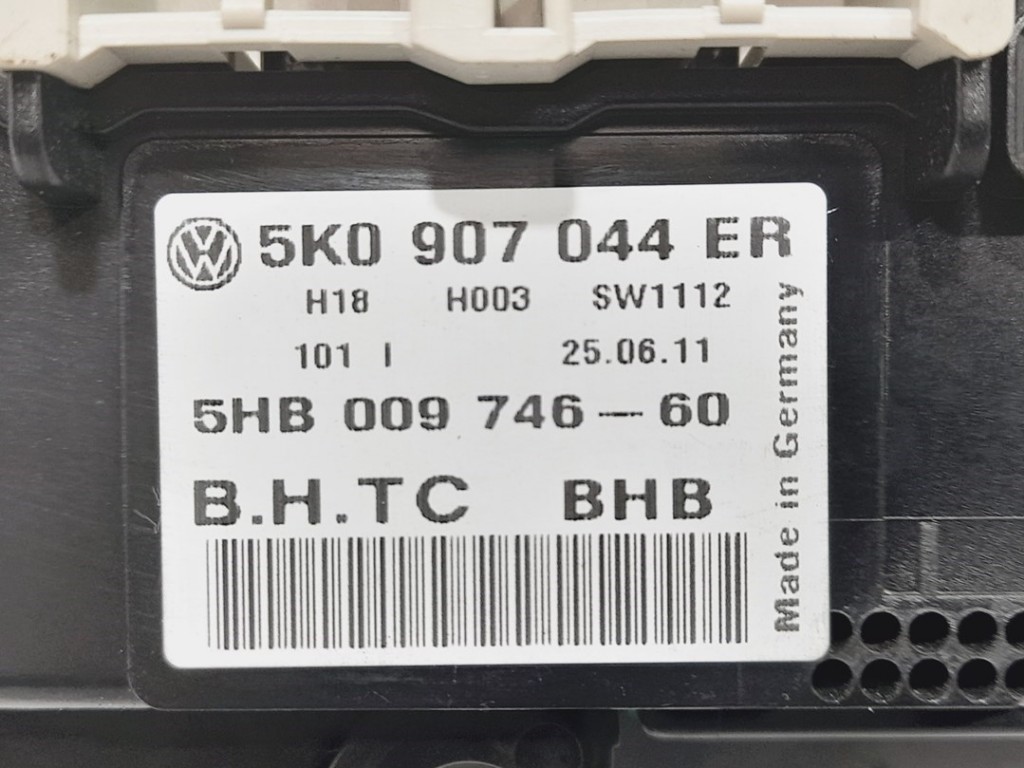 5K0 907 044 ER
H18 H003 SW1112
101 I 25.06.11
5HB 009 746-60
B.H.TC BHB
Made in Germany